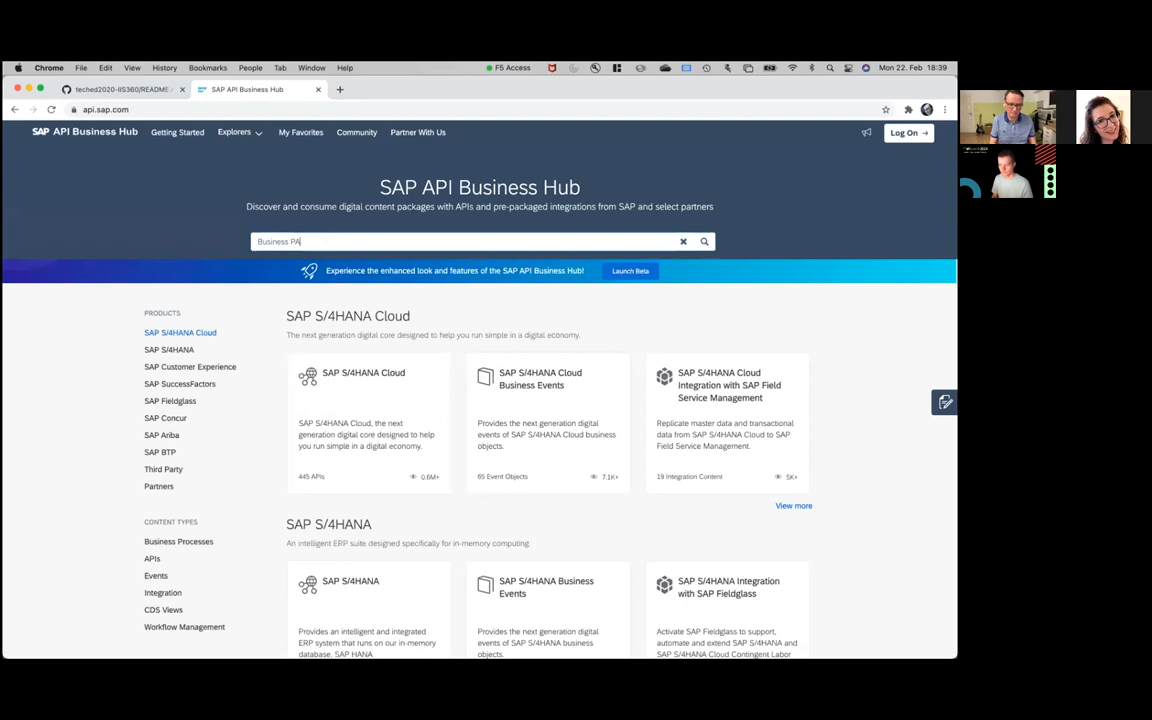 Chrome File Edit View History Bookmarks People Tab Window Help F5 Access Mon 22. Feb 18:39
teched2020-IIS360/README. SAP API Business Hub
api.sap.com
SAP API Business Hub Getting Started Explorers My Favorites Community Partner With Us Log On
SAP API Business Hub
Discover and consume digital content packages with APIs and pre-packaged integrations from SAP and select partners
Business PA
Experience the enhanced look and features of the SAP API Business Hub! Launch Beta
PRODUCTS
SAP S/4HANA Cloud
SAP S/4HANA
SAP Customer Experience
SAP SuccessFactors
SAP Fieldglass
SAP Concur
SAP Ariba
SAP BTP
Third Party
Partners
CONTENT TYPES
Business Processes
APIs
Events
Integration
CDS Views
Workflow Management
SAP S/4HANA Cloud
The next generation digital core designed to help you run simple in a digital economy.
SAP S/4HANA Cloud
SAP S/4HANA Cloud, the next
generation digital core designed to help
you run simple in a digital economy.
445 APIs 0.6M+
SAP S/4HANA Cloud
Business Events
Provides the next generation digital
events of SAP S/4HANA Cloud business
objects.
65 Event Objects 7.1K+
SAP S/4HANA Cloud
Integration with SAP Field
Service Management
Replicate master data and transactional
data from SAP S/4HANA Cloud to SAP
Field Service Management.
19 Integration Content 5K+
View more
SAP S/4HANA
An intelligent ERP suite designed specifically for in-memory computing.
SAP S/4HANA
Provides an intelligent and integrated
ERP system that runs on our in-memory
database, SAP HANA
SAP S/4HANA Business
Events
Provides the next generation digital
events of SAP S/4HANA business
objects.
SAP S/4HANA Integration
with SAP Fieldglass
Activate SAP Fieldglass to support,
automate and extend SAP S/4HANA and
SAP S/4HANA Cloud Contingent Labor